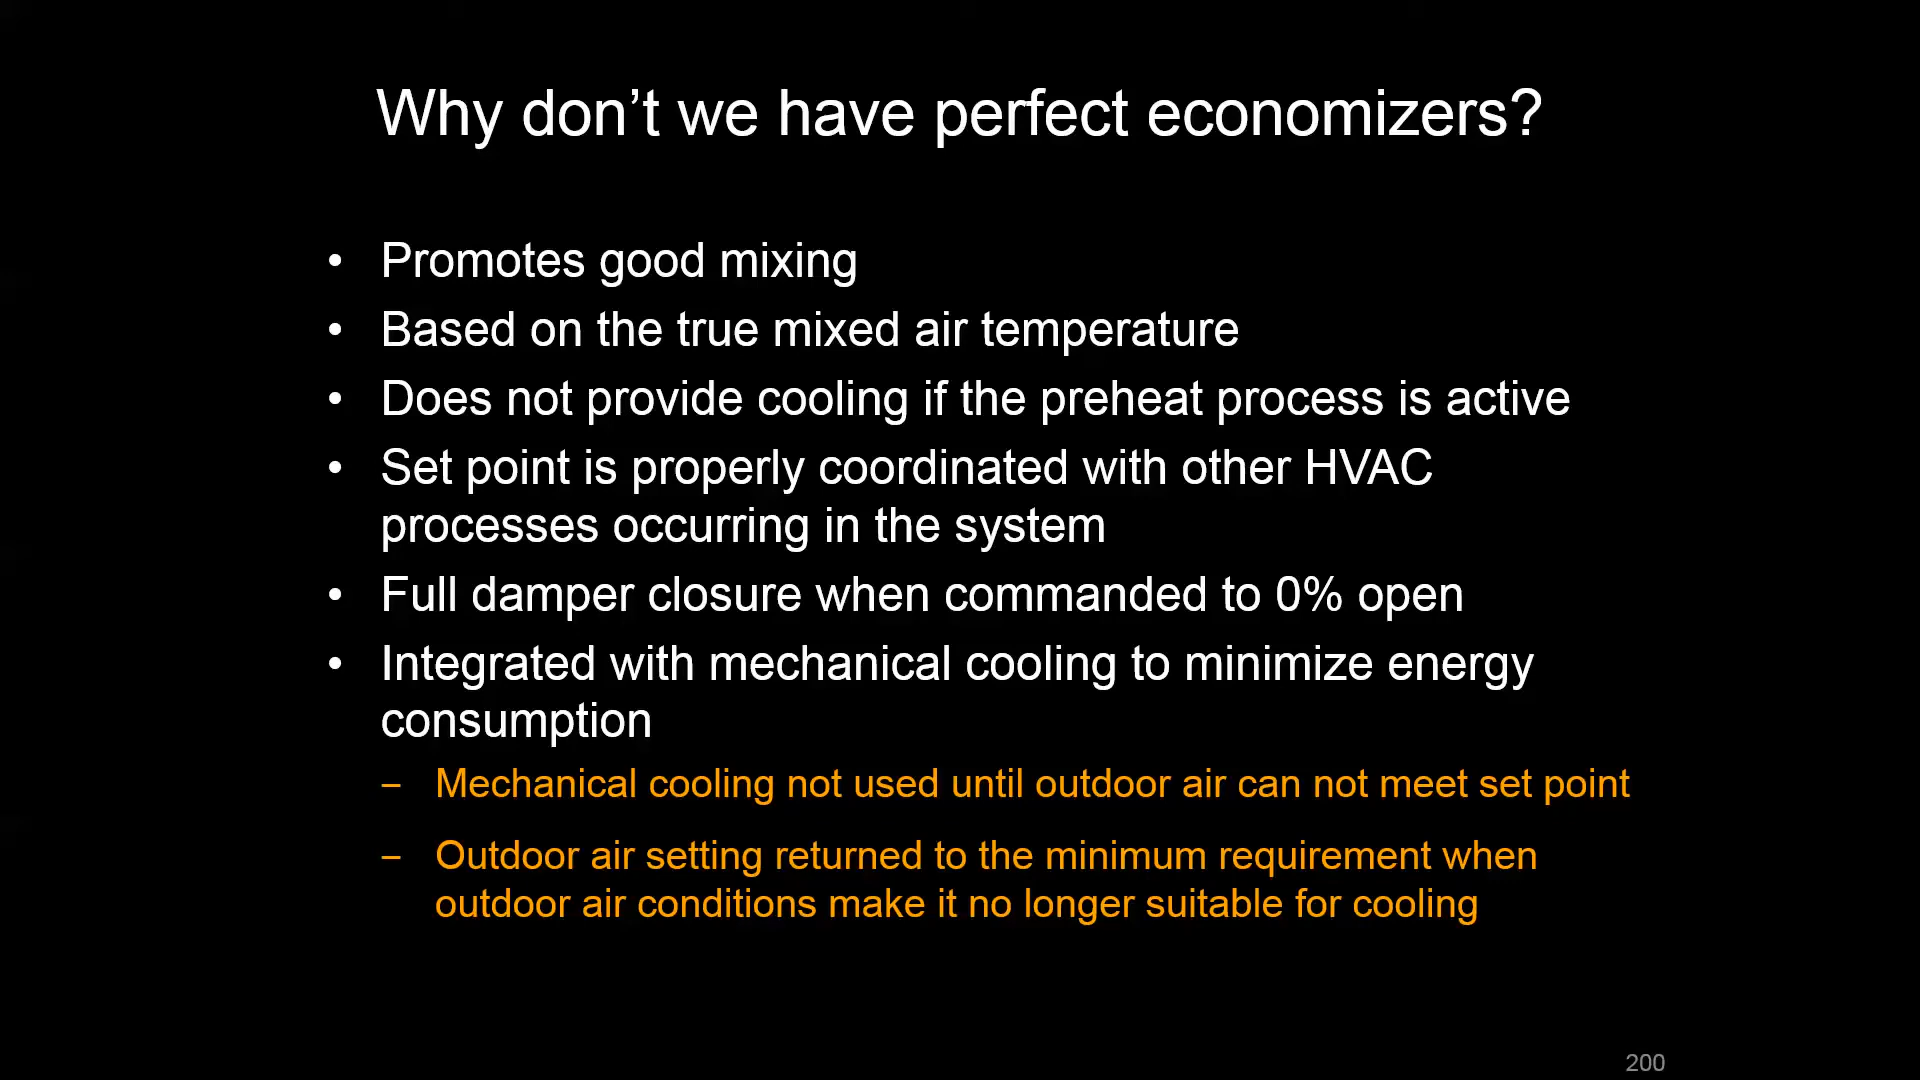 Why don’t we have perfect economizers?
• Promotes good mixing
• Based on the true mixed air temperature
• Does not provide cooling if the preheat process is active
• Set point is properly coordinated with other HVAC
processes occurring in the system
• Full damper closure when commanded to 0% open
• Integrated with mechanical cooling to minimize energy
consumption
– Mechanical cooling not used until outdoor air can not meet set point
– Outdoor air setting returned to the minimum requirement when
outdoor air conditions make it no longer suitable for cooling
200